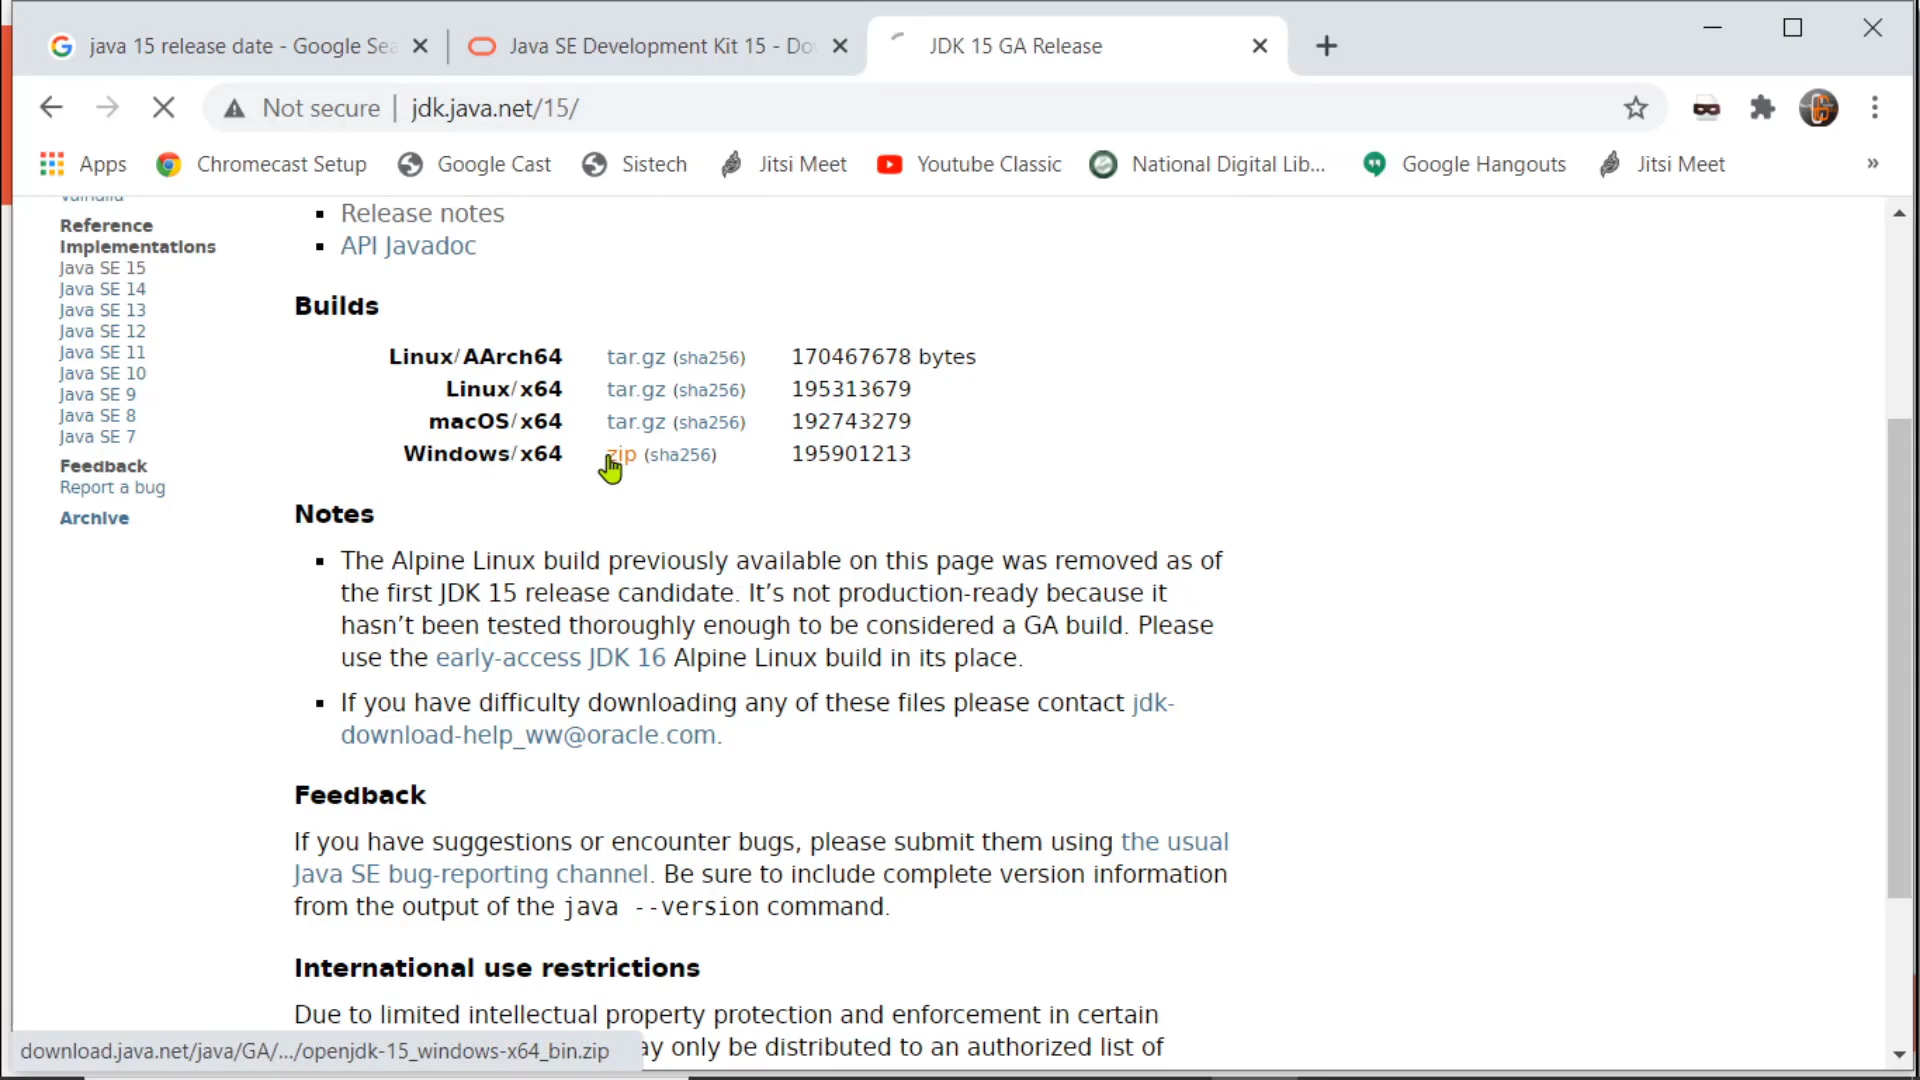 java 15 release date - Google Sea
Java SE Development Kit 15 - Do
JDK 15 GA Release
Not secure
jdk.java.net/15/
Apps
Chromecast Setup
Google Cast
Sistech
Jitsi Meet
Youtube Classic
National Digital Lib...
Google Hangouts
Jitsi Meet
»
Valhalla
Reference
Implementations
Java SE 15
Java SE 14
Java SE 13
Java SE 12
Java SE 11
Java SE 10
Java SE 9
Java SE 8
Java SE 7
Feedback
Report a bug
Archive
Release notes
API Javadoc
Builds
Linux/AArch64 tar.gz (sha256) 170467678 bytes
Linux/x64 tar.gz (sha256) 195313679
macOS/x64 tar.gz (sha256) 192743279
Windows/x64 zip (sha256) 195901213
Notes
The Alpine Linux build previously available on this page was removed as of
the first JDK 15 release candidate. It’s not production-ready because it
hasn’t been tested thoroughly enough to be considered a GA build. Please
use the early-access JDK 16 Alpine Linux build in its place.
If you have difficulty downloading any of these files please contact jdk-
download-help_ww@oracle.com.
Feedback
If you have suggestions or encounter bugs, please submit them using the usual
Java SE bug-reporting channel. Be sure to include complete version information
from the output of the java --version command.
International use restrictions
Due to limited intellectual property protection and enforcement in certain
ay only be distributed to an authorized list of
download.java.net/java/GA/.../openjdk-15_windows-x64_bin.zip